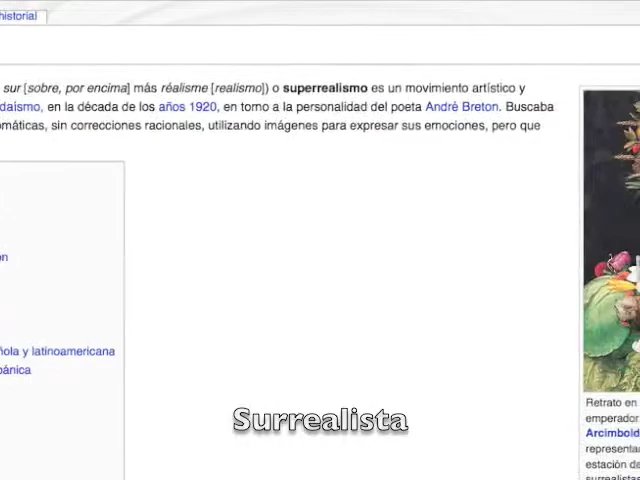 historial
sur [sobre, por encima] más réalisme [realismo]) o superrealismo es un movimiento artístico y
daísmo, en la década de los años 1920, en torno a la personalidad del poeta André Breton. Buscaba
omáticas, sin correcciones racionales, utilizando imágenes para expresar sus emociones, pero que
ñola y latinoamericana
pánica
Surrealista
Retrato en
emperador
Arcimbold
representa
estación de
surrealistas